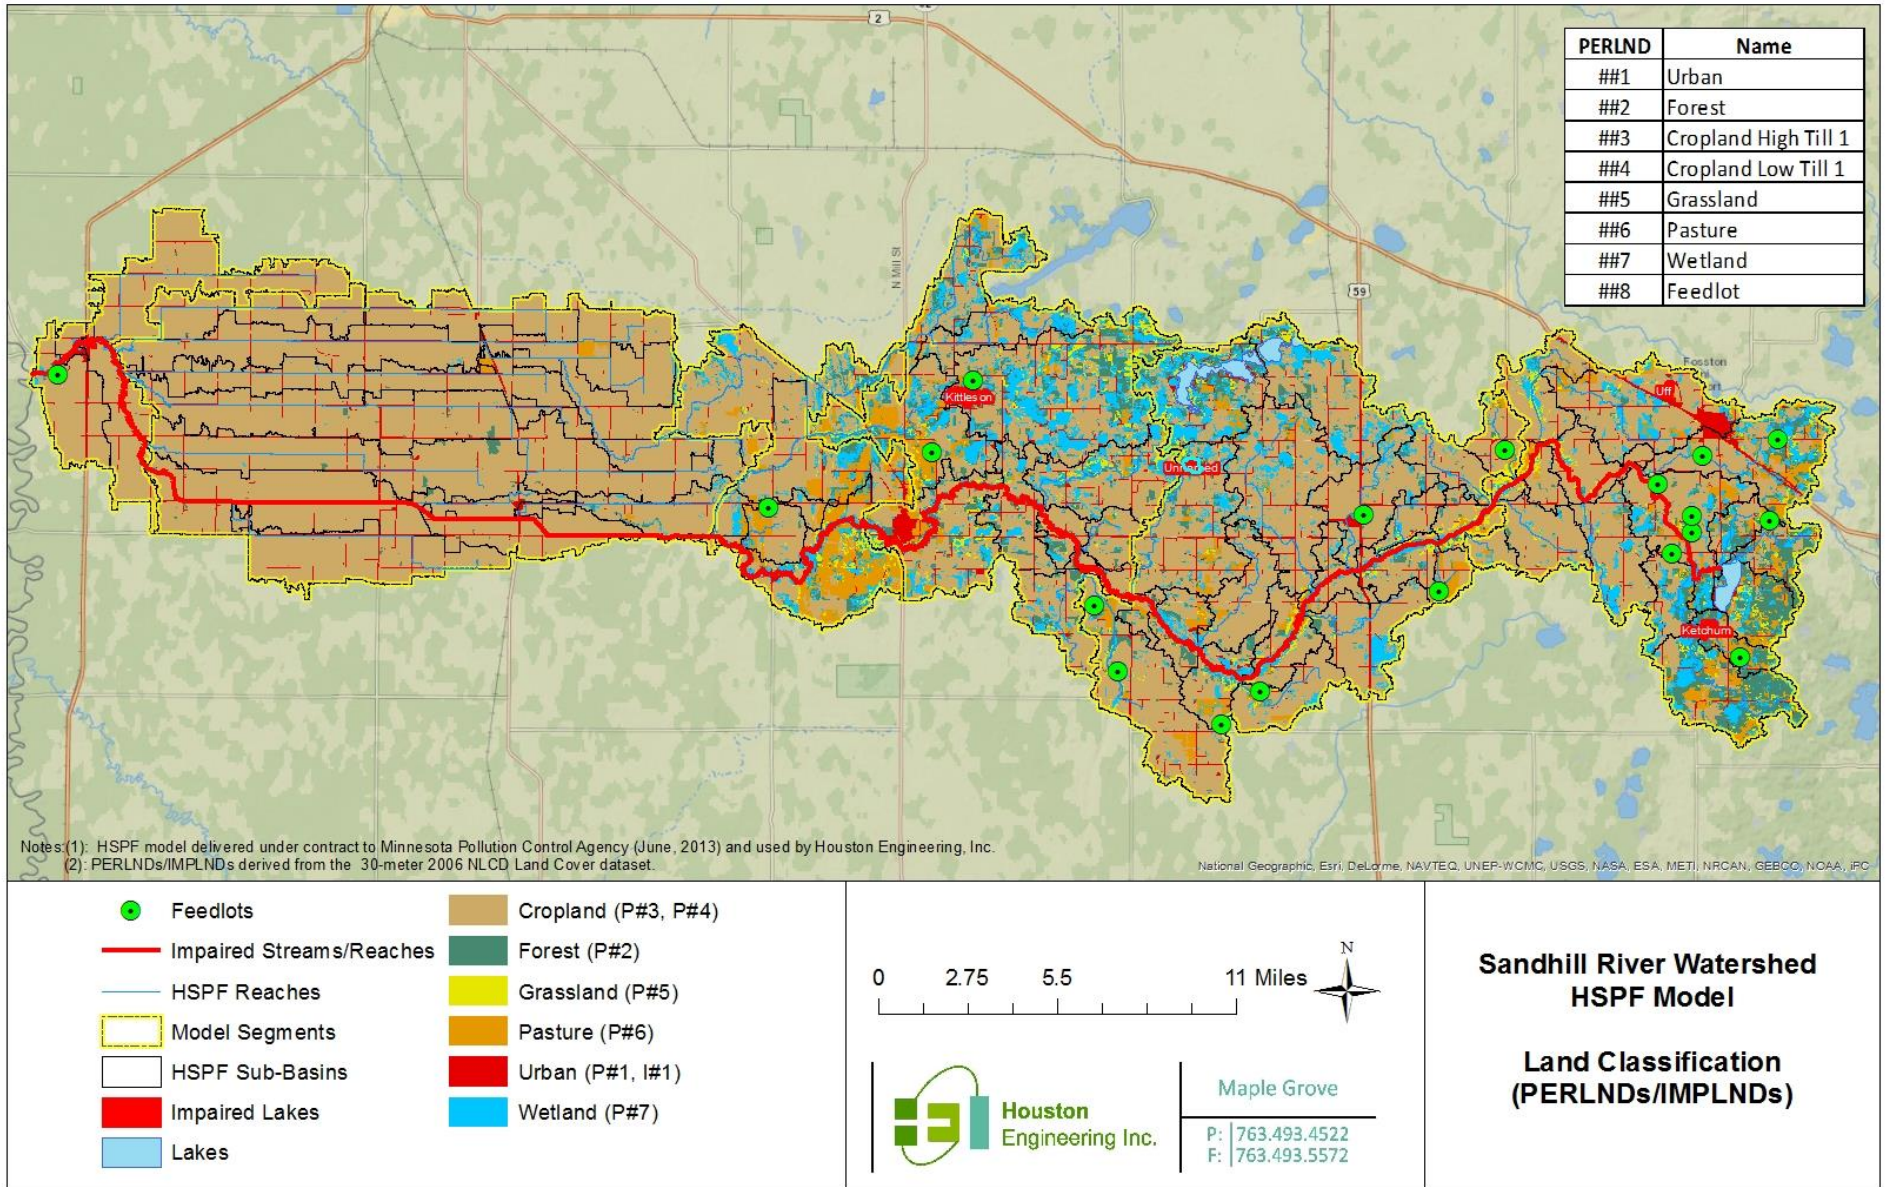 2
PERLND Name
##1 Urban
##2 Forest
##3 Cropland High Till 1
##4 Cropland Low Till 1
##5 Grassland
##6 Pasture
##7 Wetland
##8 Feedlot
N Mill St
59
Fosston
Uff
Kittleson
Unnamed
Ketchum
Notes:(1): HSPF model delivered under contract to Minnesota Pollution Control Agency (June, 2013) and used by Houston Engineering, Inc.
(2): PERLNDs/IMPLNDs derived from the 30-meter 2006 NLCD Land Cover dataset.
National Geographic, Esri, DeLorme, NAVTEQ, UNEP-WCMC, USGS, NASA, ESA, METI, NRCAN, GEBCO, NOAA, iPC
Feedlots
Impaired Streams/Reaches
HSPF Reaches
Model Segments
HSPF Sub-Basins
Impaired Lakes
Lakes
Cropland (P#3, P#4)
Forest (P#2)
Grassland (P#5)
Pasture (P#6)
Urban (P#1, I#1)
Wetland (P#7)
N
0 2.75 5.5 11 Miles
Houston
Engineering Inc.
Maple Grove
P: 763.493.4522
F: 763.493.5572
Sandhill River Watershed
HSPF Model
Land Classification
(PERLNDs/IMPLNDs)